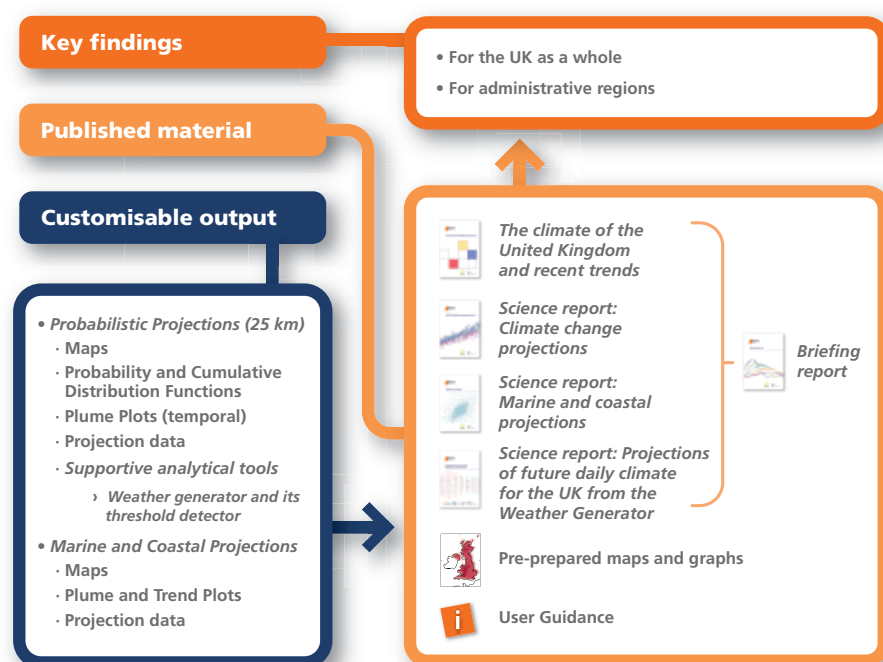 Key findings
• For the UK as a whole
• For administrative regions
Published material
Customisable output
• Probabilistic Projections (25 km)
· Maps
· Probability and Cumulative
Distribution Functions
· Plume Plots (temporal)
· Projection data
· Supportive analytical tools
› Weather generator and its
threshold detector
• Marine and Coastal Projections
· Maps
· Plume and Trend Plots
· Projection data
The climate of the
United Kingdom
and recent trends
Science report:
Climate change
projections
Science report:
Marine and coastal
projections
Science report: Projections
of future daily climate
for the UK from the
Weather Generator
Briefing
report
Pre-prepared maps and graphs
i
User Guidance